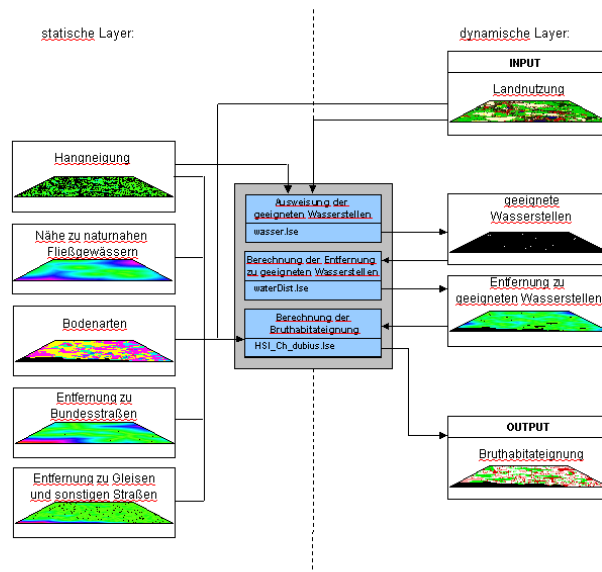 statische Layer:
dynamische Layer:
INPUT
Landnutzung
Hangneigung
Nähe zu naturnahen
Fließgewässern
Bodenarten
Entfernung zu
Bundesstraßen
Entfernung zu Gleisen
und sonstigen Straßen
Ausweisung der
geeigneten Wasserstellen
wasser.lse
Berechnung der Entfernung
zu geeigneten Wasserstellen
waterDist.lse
Berechnung der
Bruthabitateignung
HSI_Ch_dubius.lse
geeignete
Wasserstellen
Entfernung zu
geeigneten Wasserstellen
OUTPUT
Bruthabitateignung